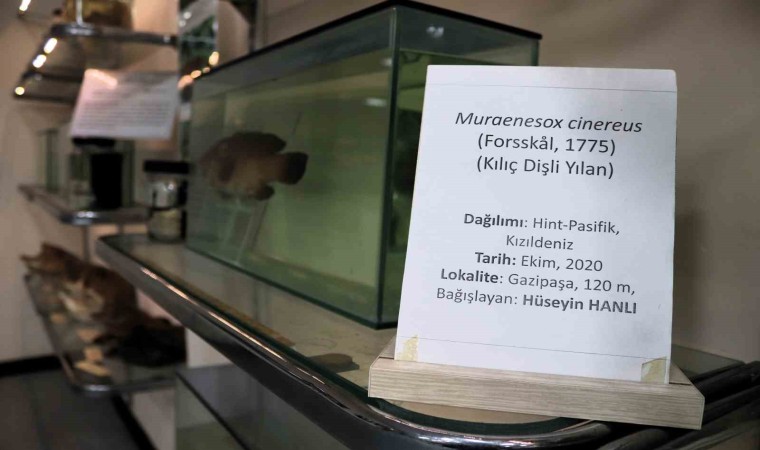 Muraenesox cinereus
(Forsskål, 1775)
(Kılıç Dişli Yılan)
Dağılımı: Hint-Pasifik,
Kızıldeniz
Tarih: Ekim, 2020
Lokalite: Gazipaşa, 120 m,
Bağışlayan: Hüseyin HANLI